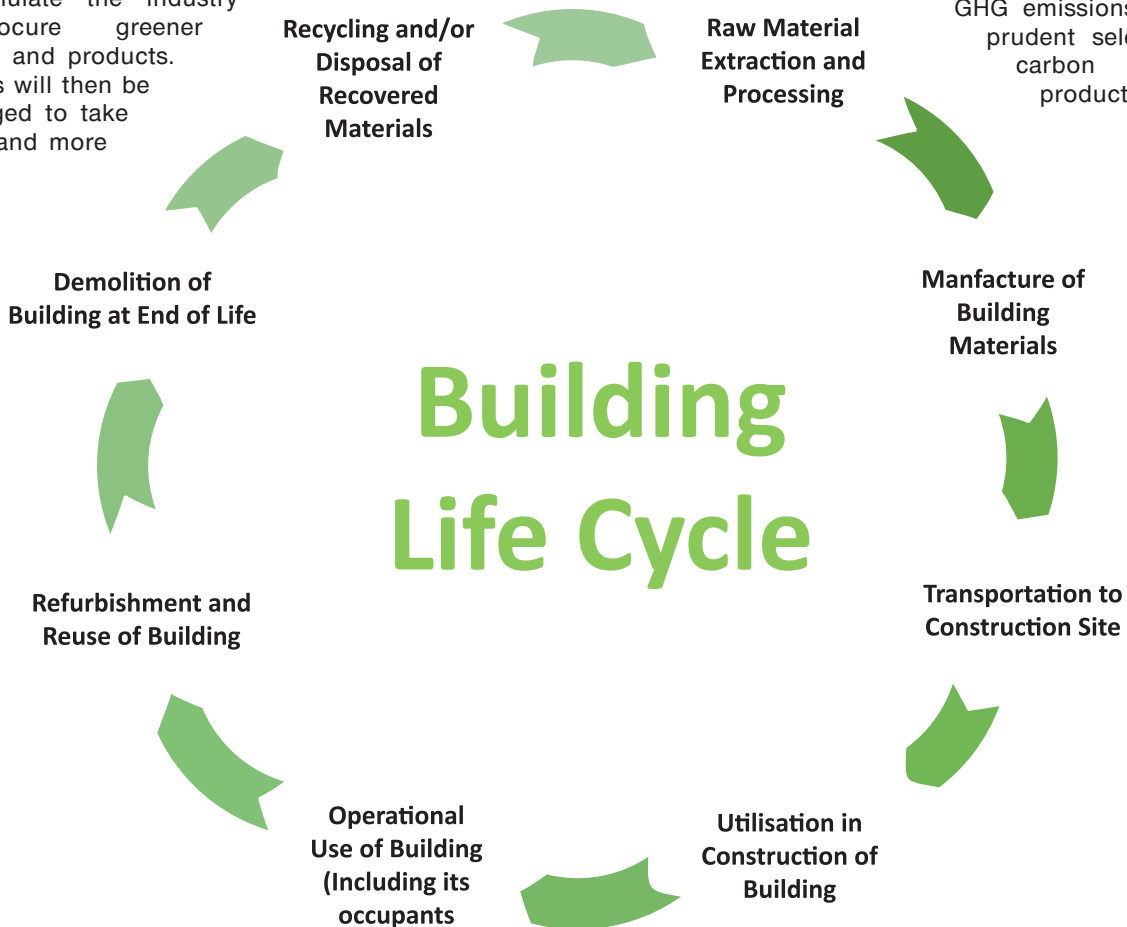 the industry
greener
and products.
will then be
to take
and more
GHG emissions
prudent
carbon
Recycling and/or
Disposal of
Recovered
Materials
Raw Material
Extraction and
Processing
Manfacture of
Building
Materials
Transportation to
Construction Site
Utilisation in
Construction of
Building
Operational
Use of Building
(Including its
occupants
Refurbishment and
Reuse of Building
Demolition of
Building at End of Life
Building
Life Cycle